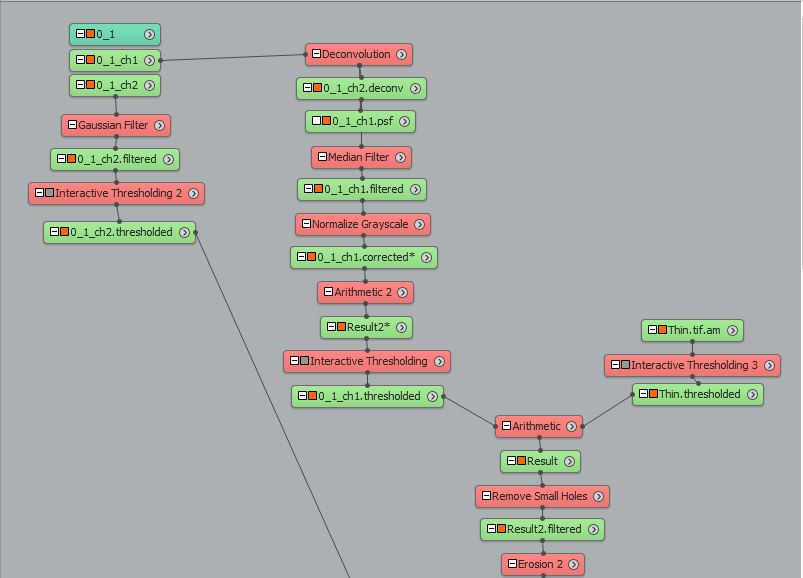 0_1
0_1_ch1
0_1_ch2
Gaussian Filter
0_1_ch2.filtered
Interactive Thresholding 2
0_1_ch2.thresholded
Deconvolution
0_1_ch2.deconv
0_1_ch1.psf
Median Filter
0_1_ch1.filtered
Normalize Grayscale
0_1_ch1.corrected*
Arithmetic 2
Result2*
Interactive Thresholding
0_1_ch1.thresholded
Thin.tif.am
Interactive Thresholding 3
Thin.thresholded
Arithmetic
Result
Remove Small Holes
Result2.filtered
Erosion 2